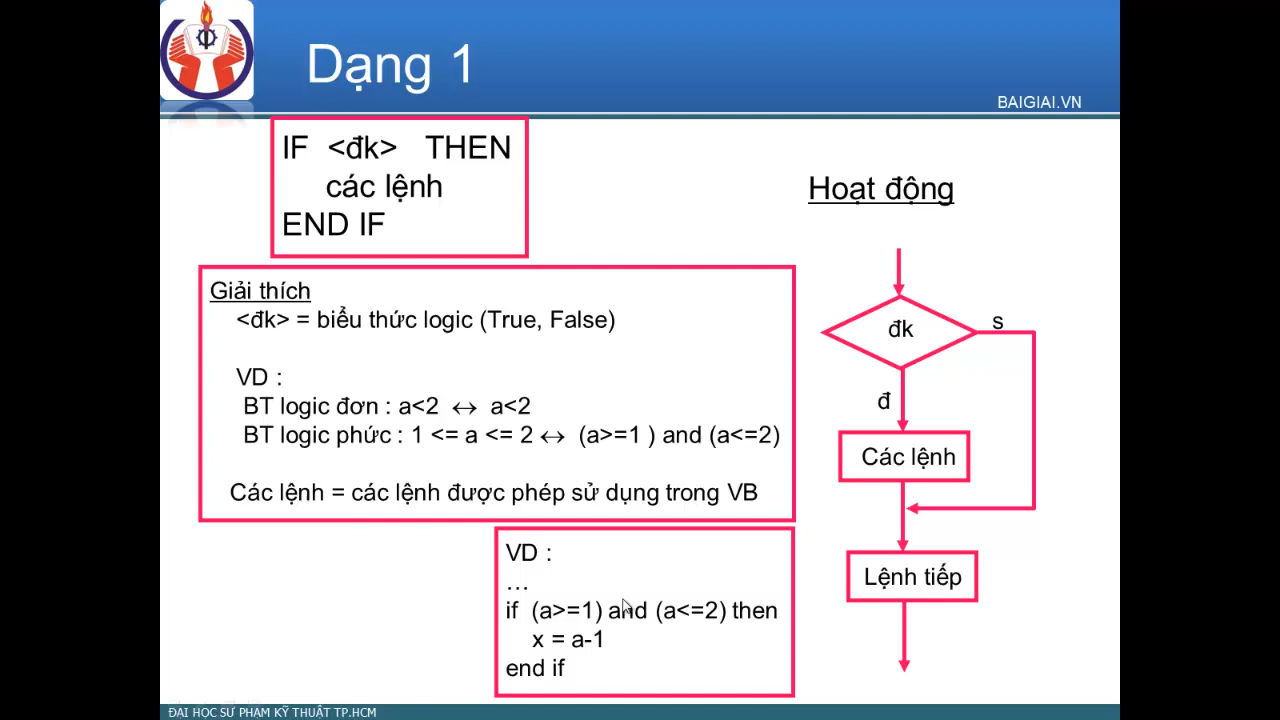 Dạng 1
BAIGIAI.VN
IF <đk> THEN
các lệnh
END IF
Giải thích
<đk> = biểu thức logic (True, False)
VD :
BT logic đơn : a<2 ↔ a<2
BT logic phức : 1 <= a <= 2 ↔ (a>=1 ) and (a<=2)
Các lệnh = các lệnh được phép sử dụng trong VB
VD :
...
if (a>=1) and (a<=2) then
x = a-1
end if
Hoạt động
đk
s
đ
Các lệnh
Lệnh tiếp
ĐẠI HỌC SƯ PHẠM KỸ THUẬT TP.HCM